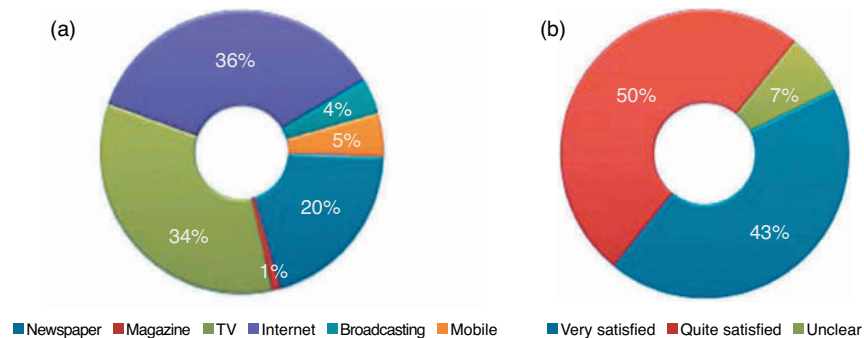 (a)
36%
4%
5%
20%
1%
34%
Newspaper Magazine TV Internet Broadcasting Mobile
(b)
50%
7%
43%
Very satisfied Quite satisfied Unclear